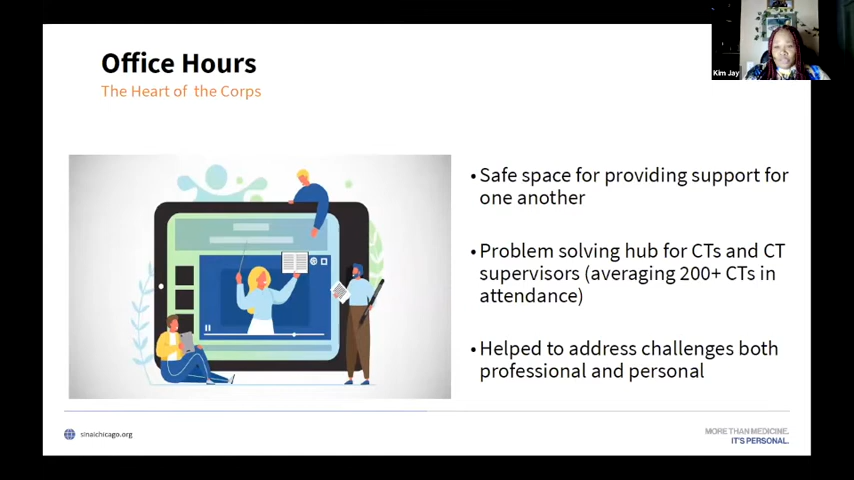 Office Hours
The Heart of the Corps
Kim Jay
• Safe space for providing support for
one another
• Problem solving hub for CTs and CT
supervisors (averaging 200+ CTs in
attendance)
• Helped to address challenges both
professional and personal
sinaichicago.org
MORE THAN MEDICINE.
IT'S PERSONAL.